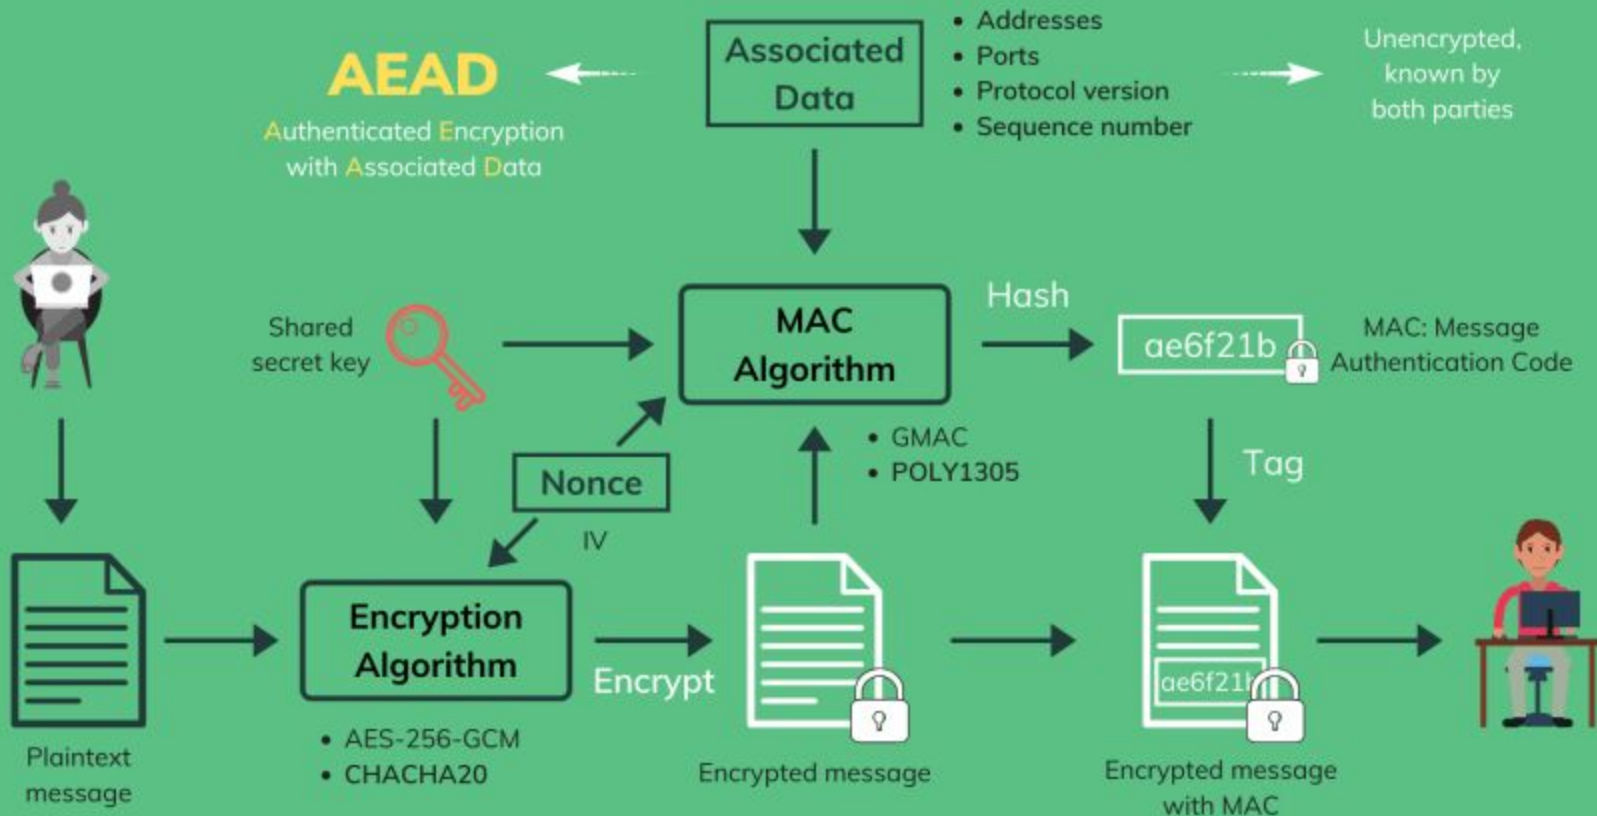 AEAD
Authenticated Encryption
with Associated Data
Associated
Data
• Addresses
• Ports
• Protocol version
• Sequence number
Unencrypted,
known by
both parties
Shared
secret key
MAC
Algorithm
Hash
ae6f21b
MAC: Message
Authentication Code
• GMAC
• POLY1305
Tag
Nonce
IV
Encryption
Algorithm
Encrypt
ae6f21b
Plaintext
message
• AES-256-GCM
• CHACHA20
Encrypted message
Encrypted message
with MAC